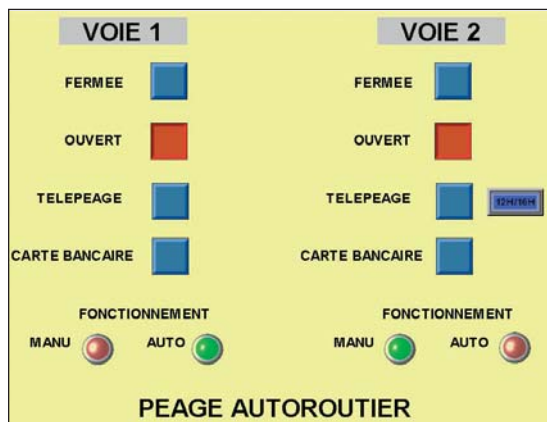 VOIE 1
FERMEE
OUVERT
TELEPEAGE
CARTE BANCAIRE
FONCTIONNEMENT
MANU AUTO
VOIE 2
FERMEE
OUVERT
TELEPEAGE 12H/16H
CARTE BANCAIRE
FONCTIONNEMENT
MANU AUTO
PEAGE AUTOROUTIER